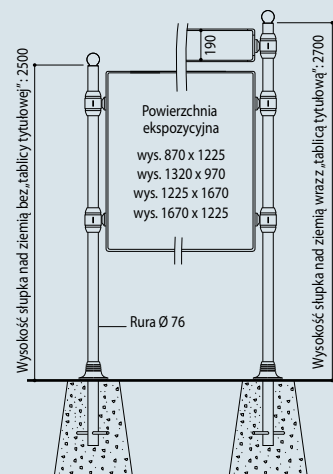 Wysokość słupka nad ziemią bez „tablicy tytułowej”: 2500
190
Powierzchnia
ekspozycyjna
wys. 870 x 1225
wys. 1320 x 970
wys. 1225 x 1670
wys. 1670 x 1225
Rura Ø 76
Wysokość słupka nad ziemią wraz z „tablicą tytułową”: 2700